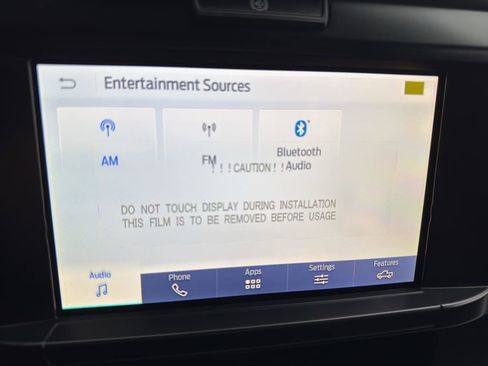 Entertainment Sources
AM
FM
Bluetooth
Audio
! ! !CAUTION! ! !
DO NOT TOUCH DISPLAY DURING INSTALLATION
THIS FILM IS TO BE REMOVED BEFORE USAGE
Audio
Phone
Apps
Settings
Features